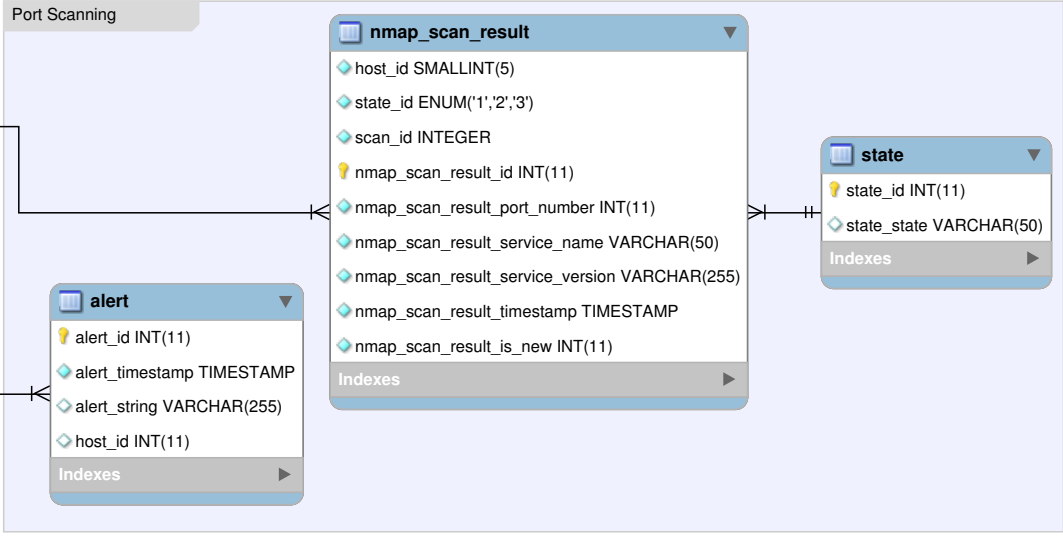 Port Scanning
nmap_scan_result
host_id SMALLINT(5)
state_id ENUM('1','2','3')
scan_id INTEGER
nmap_scan_result_id INT(11)
nmap_scan_result_port_number INT(11)
nmap_scan_result_service_name VARCHAR(50)
nmap_scan_result_service_version VARCHAR(255)
nmap_scan_result_timestamp TIMESTAMP
nmap_scan_result_is_new INT(11)
Indexes
state
state_id INT(11)
state_state VARCHAR(50)
Indexes
alert
alert_id INT(11)
alert_timestamp TIMESTAMP
alert_string VARCHAR(255)
host_id INT(11)
Indexes